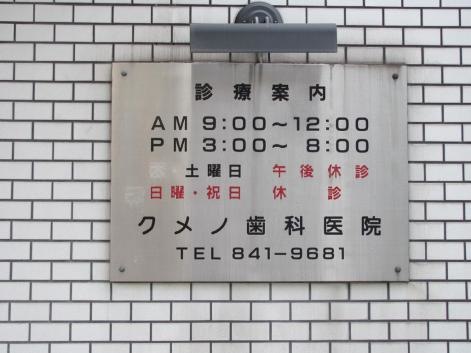 診療案内
AM 9:00～12:00
PM 3:00～ 8:00
・土曜日 午後休診
日曜・祝日 休 診
クメノ歯科医院
TEL 841-9681